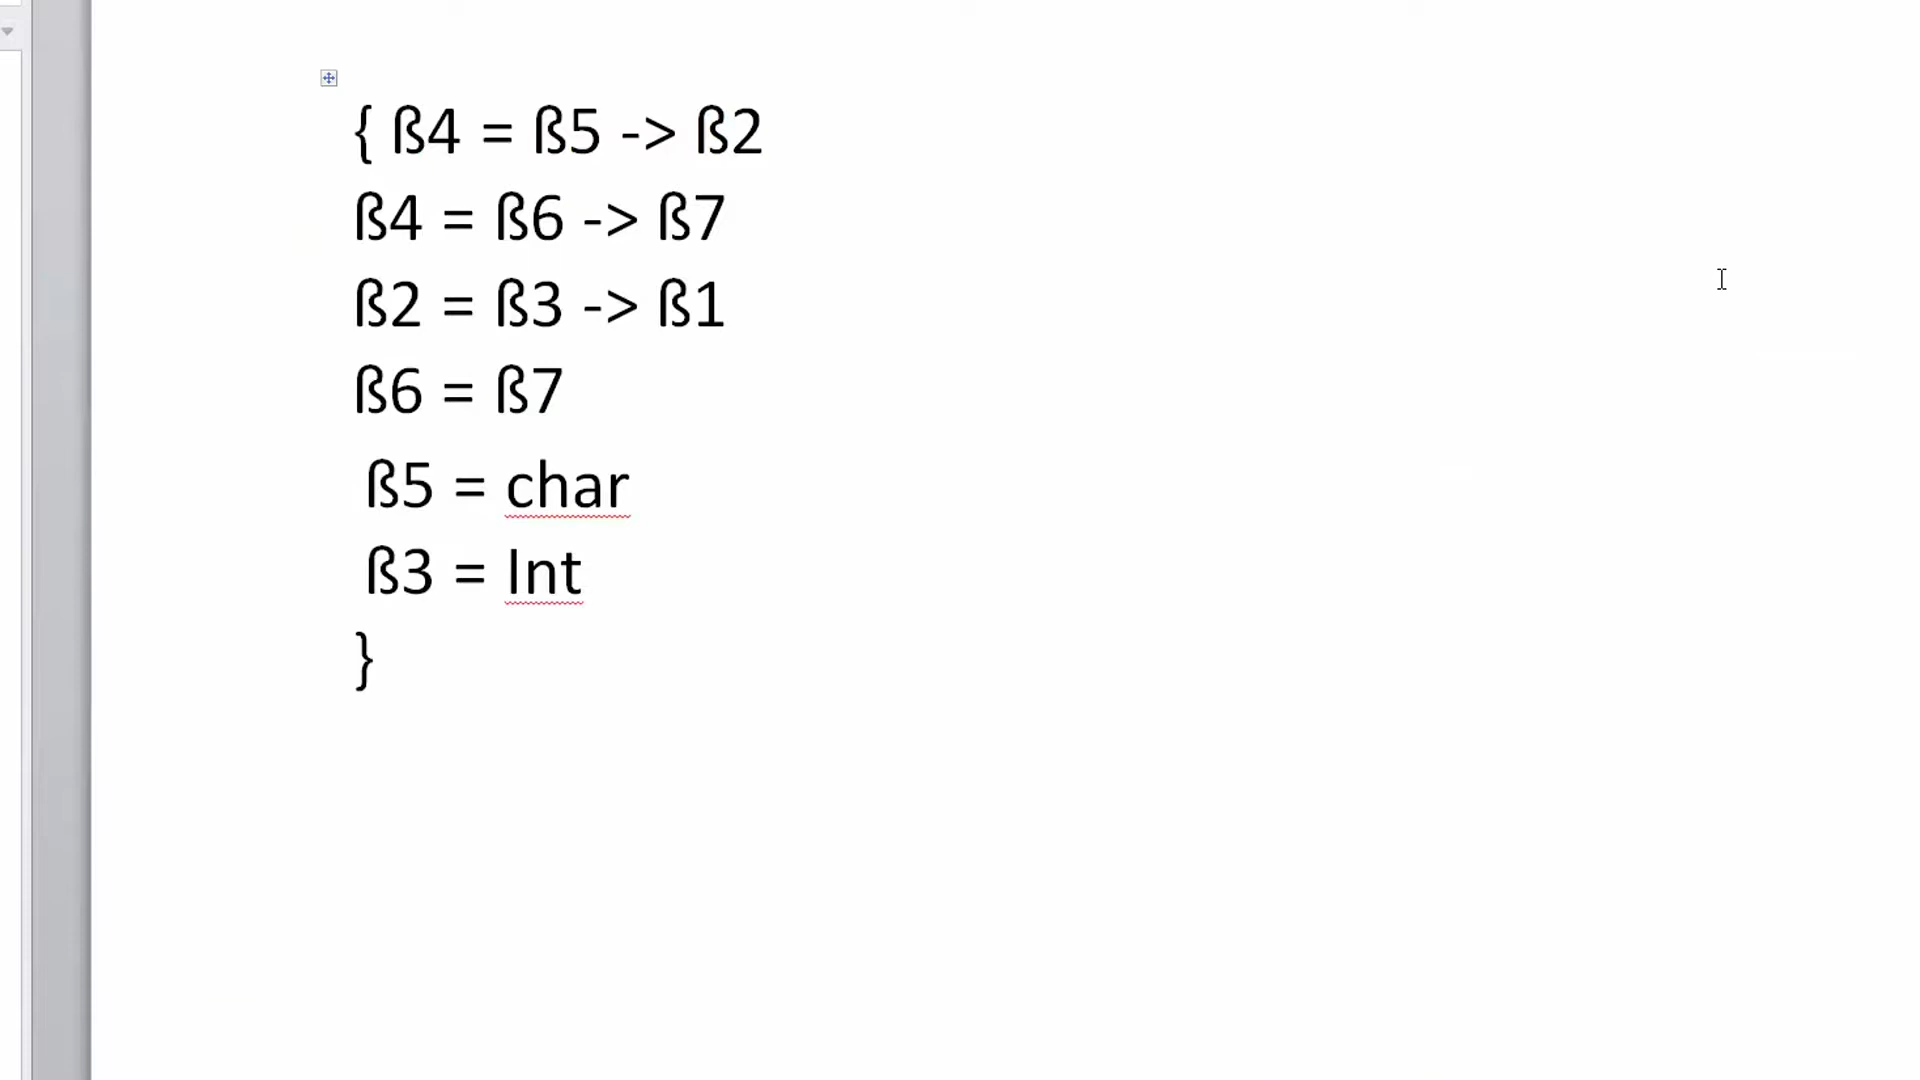 { ß4 = ß5 -> ß2
ß4 = ß6 -> ß7
ß2 = ß3 -> ß1
ß6 = ß7
ß5 = char
ß3 = Int
}